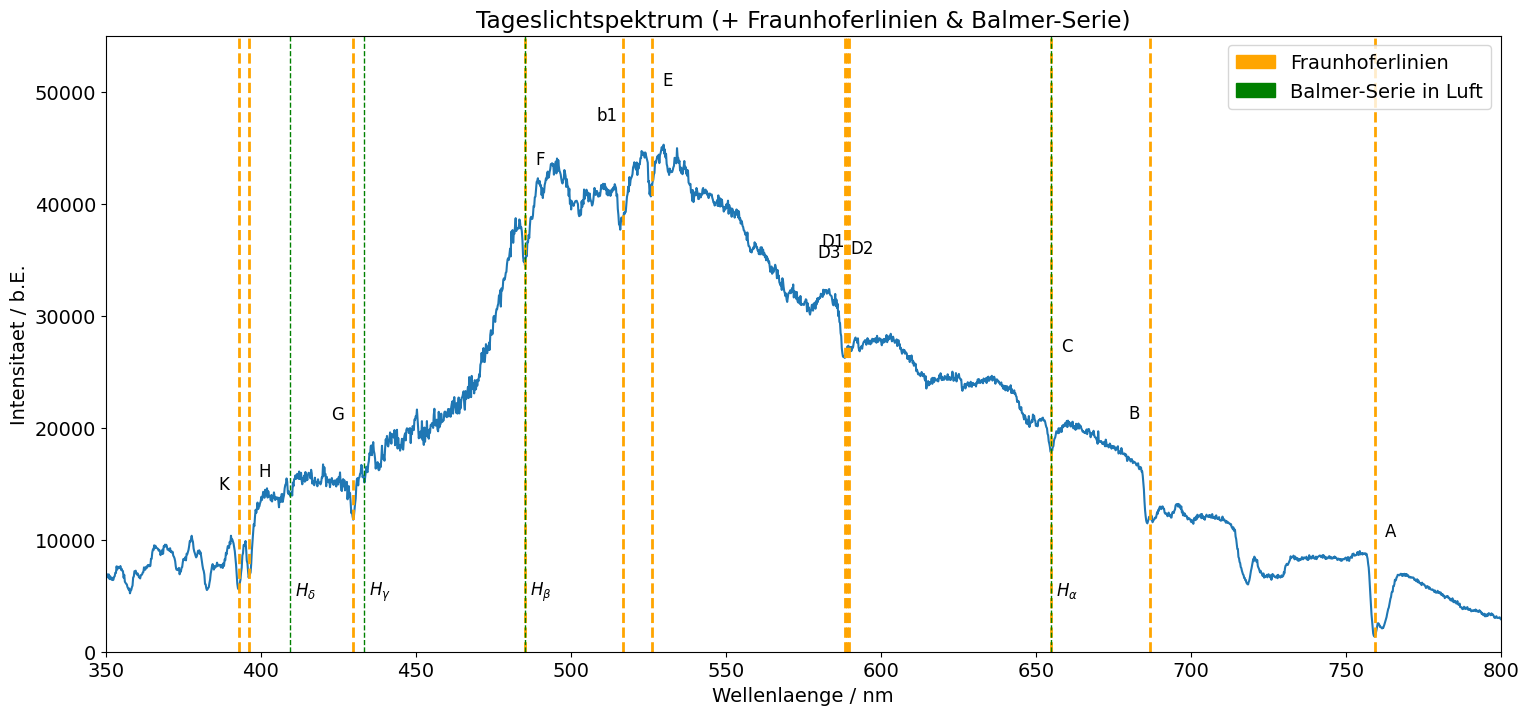 Tageslichtspektrum (+ Fraunhoferlinien & Balmer-Serie)
Fraunhoferlinien
Balmer-Serie in Luft
E
b1
F
D1
D3
D2
C
G
B
H
K
A
Hδ
Hγ
Hβ
Hα
Intensitaet / b.E.
50000
40000
30000
20000
10000
0
350 400 450 500 550 600 650 700 750 800
Wellenlaenge / nm